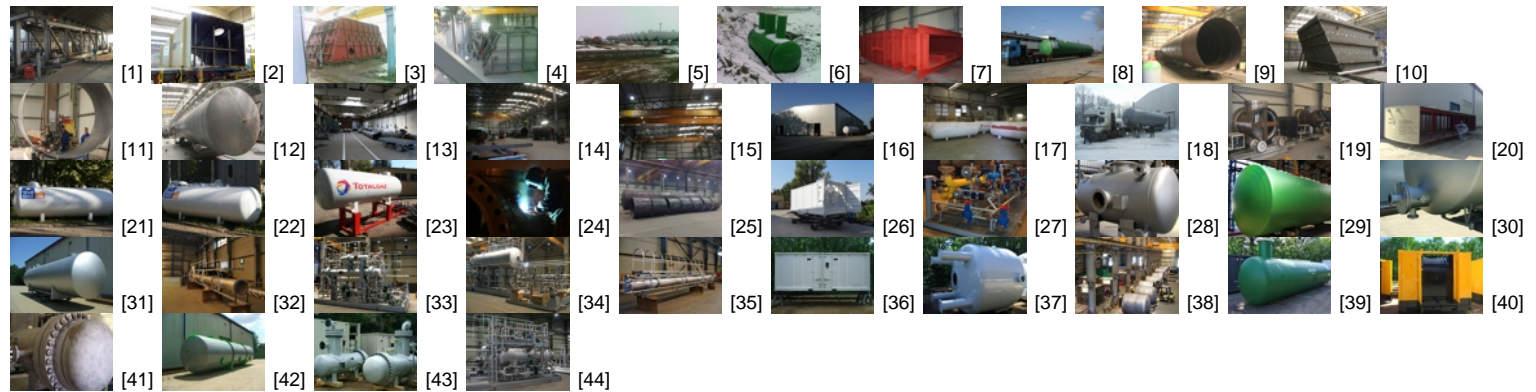 [1] [2] [3] [4] [5] [6] [7] [8] [9] [10]
[11] [12] [13] [14] [15] [16] [17] [18] [19] [20]
[21] [22] TOTALGAZ [23] [24] [25] [26] [27] [28] [29] [30]
[31] [32] [33] [34] [35] [36] [37] [38] [39] [40]
[41] [42] [43] [44]